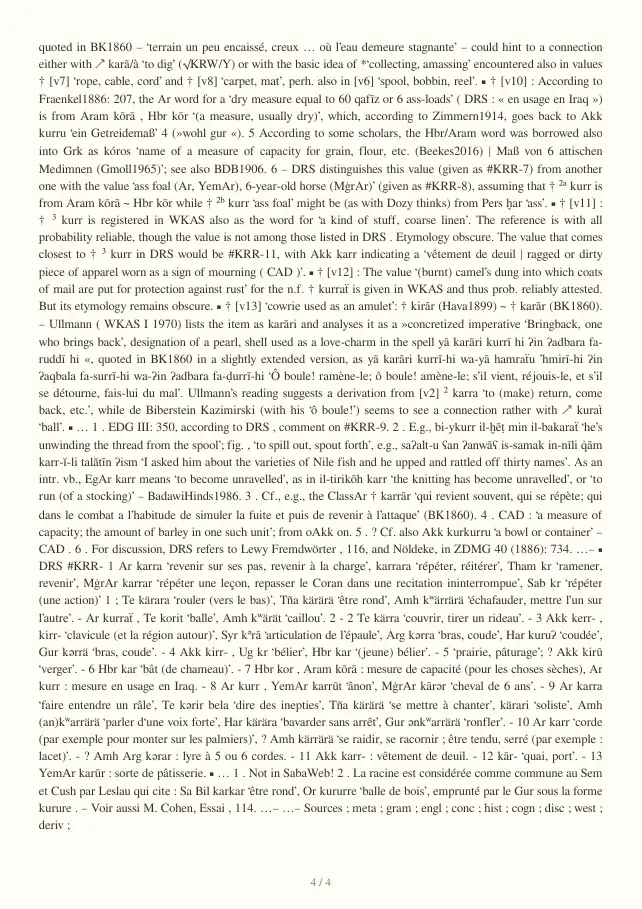 quoted in BK1860 – ‘terrain un peu encaissé, creux … où l’eau demeure stagnante’ – could hint to a connection
either with ↗ karā/à ‘to dig’ (√KRW/Y) or with the basic idea of *‘collecting, amassing’ encountered also in values
† [v7] ‘rope, cable, cord’ and † [v8] ‘carpet, mat’, perh. also in [v6] ‘spool, bobbin, reel’. ▪ † [v10] : According to
Fraenkel1886: 207, the Ar word for a ‘dry measure equal to 60 qafīz or 6 ass-loads’ ( DRS : « en usage en Iraq »)
is from Aram kōrā , Hbr kōr ‘(a measure, usually dry)’, which, according to Zimmern1914, goes back to Akk
kurru ‘ein Getreidemaß’ 4 (»wohl gur «). 5 According to some scholars, the Hbr/Aram word was borrowed also
into Grk as kóros ‘name of a measure of capacity for grain, flour, etc. (Beekes2016) | Maß von 6 attischen
Medimnen (Gmoll1965)’; see also BDB1906. 6 – DRS distinguishes this value (given as #KRR-7) from another
one with the value ‘ass foal (Ar, YemAr), 6-year-old horse (MġrAr)’ (given as #KRR-8), assuming that † 2a kurr is
from Aram kōrā ~ Hbr kōr while † 2b kurr ‘ass foal’ might be (as with Dozy thinks) from Pers ḫar ‘ass’. ▪ † [v11] :
† 3 kurr is registered in WKAS also as the word for ‘a kind of stuff, coarse linen’. The reference is with all
probability reliable, though the value is not among those listed in DRS . Etymology obscure. The value that comes
closest to † 3 kurr in DRS would be #KRR-11, with Akk karr indicating a ‘vêtement de deuil | ragged or dirty
piece of apparel worn as a sign of mourning ( CAD )’. ▪ † [v12] : The value ‘(burnt) camel’s dung into which coats
of mail are put for protection against rust’ for the n.f. † kurraẗ is given in WKAS and thus prob. reliably attested.
But its etymology remains obscure. ▪ † [v13] ‘cowrie used as an amulet’: † kirār (Hava1899) ~ † karār (BK1860).
– Ullmann ( WKAS I 1970) lists the item as karāri and analyses it as a »concretized imperative ‘Bringback, one
who brings back’, designation of a pearl, shell used as a love-charm in the spell yā karāri kurrī hi ʔin ʔadbara fa-
ruddī hi «, quoted in BK1860 in a slightly extended version, as yā karāri kurrī-hi wa-yā hamraẗu ’hmirī-hi ʔin
ʔaqbala fa-surrī-hi wa-ʔin ʔadbara fa-ḍurrī-hi ‘Ô boule! ramène-le; ô boule! amène-le; s’il vient, réjouis-le, et s’il
se détourne, fais-lui du mal’. Ullmann’s reading suggests a derivation from [v2] 2 karra ‘to (make) return, come
back, etc.’, while de Biberstein Kazimirski (with his ‘ô boule!’) seems to see a connection rather with ↗ kuraẗ
‘ball’. ▪ … 1 . EDG III: 350, according to DRS , comment on #KRR-9. 2 . E.g., bi-ykurr il-ḫēṭ min il-bakaraẗ ‘he’s
unwinding the thread from the spool’; fig. , ‘to spill out, spout forth’, e.g., saʔalt-u ʕan ʔanwāʕ is-samak in-nīli qām
karr-ĭ-li talātīn ʔism ‘I asked him about the varieties of Nile fish and he upped and rattled off thirty names’. As an
intr. vb., EgAr karr means ‘to become unravelled’, as in il-tirikōh karr ‘the knitting has become unravelled’, or ‘to
run (of a stocking)’ – BadawiHinds1986. 3 . Cf., e.g., the ClassAr † karrār ‘qui revient souvent, qui se répète; qui
dans le combat a l’habitude de simuler la fuite et puis de revenir à l’attaque’ (BK1860). 4 . CAD : ‘a measure of
capacity; the amount of barley in one such unit’; from oAkk on. 5 . ? Cf. also Akk kurkurru ‘a bowl or container’ –
CAD . 6 . For discussion, DRS refers to Lewy Fremdwörter , 116, and Nöldeke, in ZDMG 40 (1886): 734. …– ▪
DRS #KRR- 1 Ar karra ‘revenir sur ses pas, revenir à la charge’, karrara ‘répéter, réitérer’, Tham kr ‘ramener,
revenir’, MġrAr karrar ‘répéter une leçon, repasser le Coran dans une recitation ininterrompue’, Sab kr ‘répéter
(une action)’ 1 ; Te kärara ‘rouler (vers le bas)’, Tña kärärä ‘être rond’, Amh kʷärrärä ‘échafauder, mettre l’un sur
l’autre’. - Ar kurraẗ , Te korit ‘balle’, Amh kʷärät ‘caillou’. 2 - 2 Te kärra ‘couvrir, tirer un rideau’. - 3 Akk kerr- ,
kirr- ‘clavicule (et la région autour)’, Syr kᵃrā ‘articulation de l’épaule’, Arg kərra ‘bras, coude’, Har kuruʔ ‘coudée’,
Gur kərrä ‘bras, coude’. - 4 Akk kirr- , Ug kr ‘bélier’, Hbr kar ‘(jeune) bélier’. - 5 ‘prairie, pâturage’; ? Akk kirū
‘verger’. - 6 Hbr kar ‘bât (de chameau)’. - 7 Hbr kor , Aram kōrā : mesure de capacité (pour les choses sèches), Ar
kurr : mesure en usage en Iraq. - 8 Ar kurr , YemAr karrūt ‘ânon’, MġrAr kārər ‘cheval de 6 ans’. - 9 Ar karra
‘faire entendre un râle’, Te kərir bela ‘dire des inepties’, Tña kärärä ‘se mettre à chanter’, kärari ‘soliste’, Amh
(an)kʷarrärä ‘parler d‘une voix forte’, Har kärära ‘bavarder sans arrêt’, Gur ənkʷarrärä ‘ronfler’. - 10 Ar karr ‘corde
(par exemple pour monter sur les palmiers)’, ? Amh kärrärä ‘se raidir, se racornir ; être tendu, serré (par exemple :
lacet)’. - ? Amh Arg kərar : lyre à 5 ou 6 cordes. - 11 Akk karr- : vêtement de deuil. - 12 kār- ‘quai, port’. - 13
YemAr karūr : sorte de pâtisserie. ▪ … 1 . Not in SabaWeb! 2 . La racine est considérée comme commune au Sem
et Cush par Leslau qui cite : Sa Bil karkar ‘être rond’, Or kururre ‘balle de bois’, emprunté par le Gur sous la forme
kurure . – Voir aussi M. Cohen, Essai , 114. …– …– Sources ; meta ; gram ; engl ; conc ; hist ; cogn ; disc ; west ;
deriv ;
4 / 4